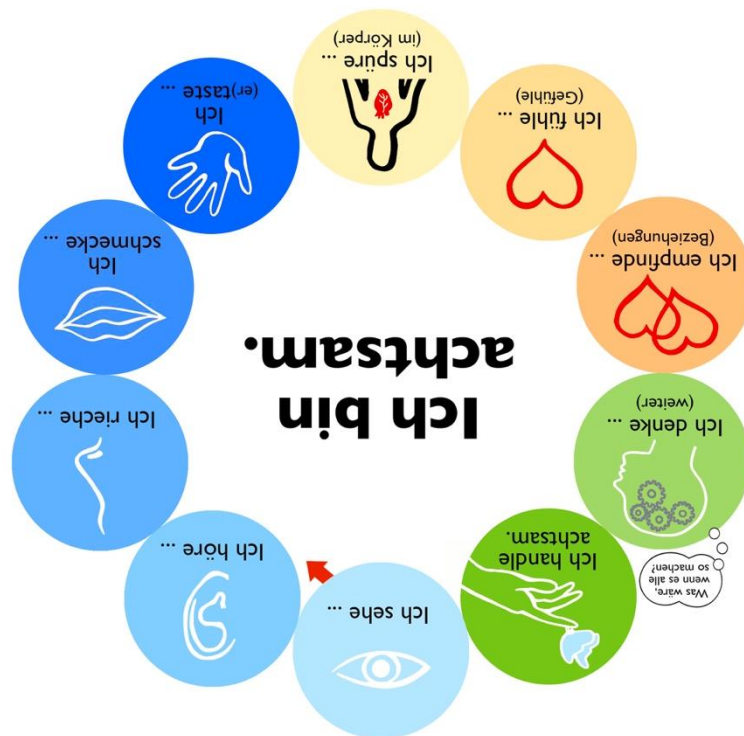 Ich bin
achtsam.
Ich sehe ...
Ich höre ...
Ich rieche ...
Ich
schmecke ...
Ich
(er)taste ...
Ich spüre ...
(im Körper)
Ich fühle ...
(Gefühle)
Ich empfinde ...
(Beziehungen)
Ich denke ...
(weiter)
Was wäre,
wenn es alle
so machen?
Ich handle
achtsam.